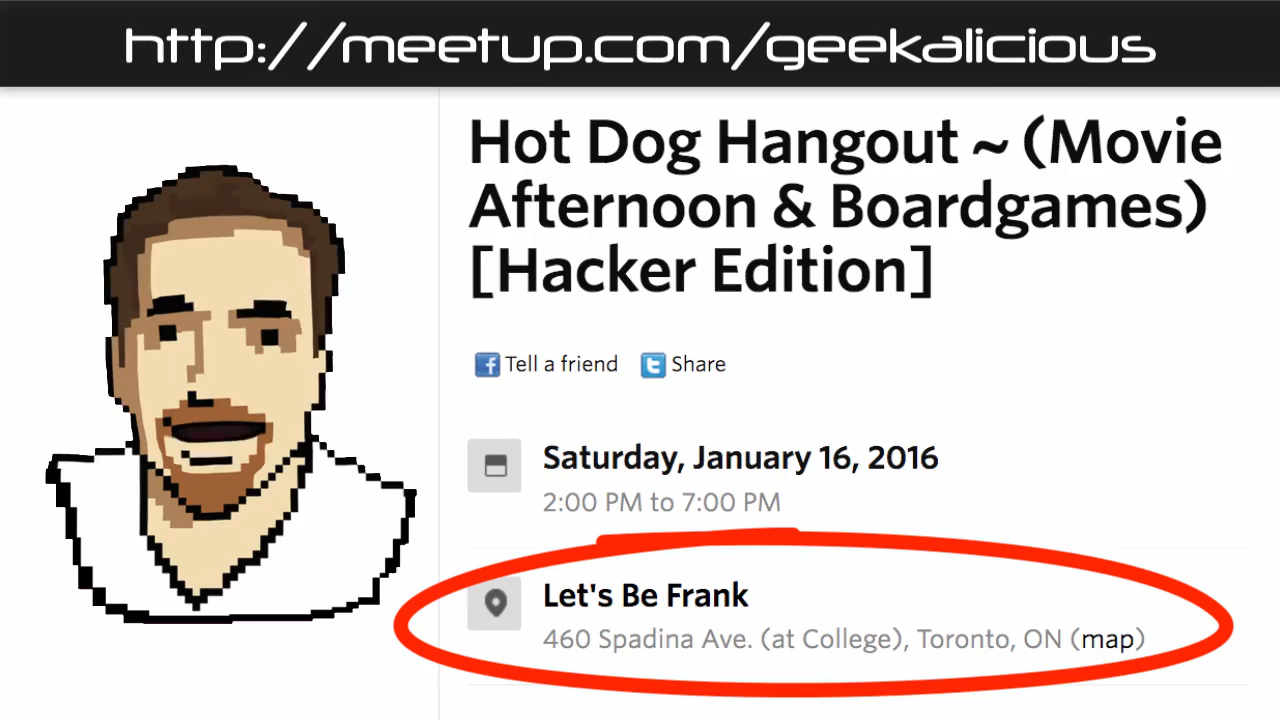 http://meetup.com/geekalicious
Hot Dog Hangout ~ (Movie
Afternoon & Boardgames)
[Hacker Edition]
Tell a friend Share
Saturday, January 16, 2016
2:00 PM to 7:00 PM
Let's Be Frank
460 Spadina Ave. (at College), Toronto, ON (map)